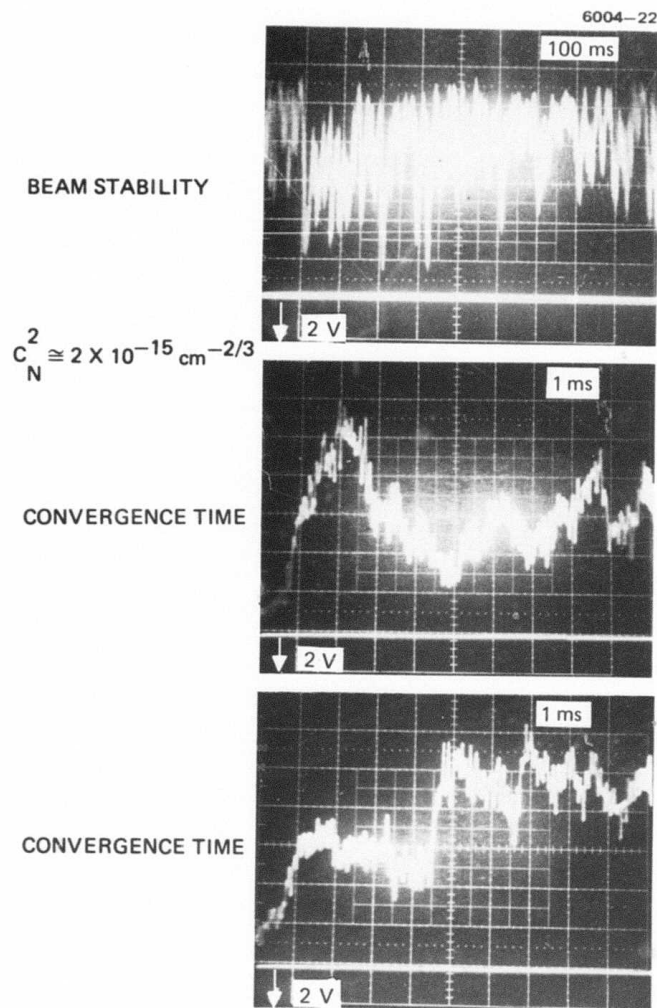 6004-22
100 ms
BEAM STABILITY
2 V
C_N^2 ≅ 2 X 10^-15 cm^-2/3
1 ms
CONVERGENCE TIME
2 V
1 ms
CONVERGENCE TIME
2 V